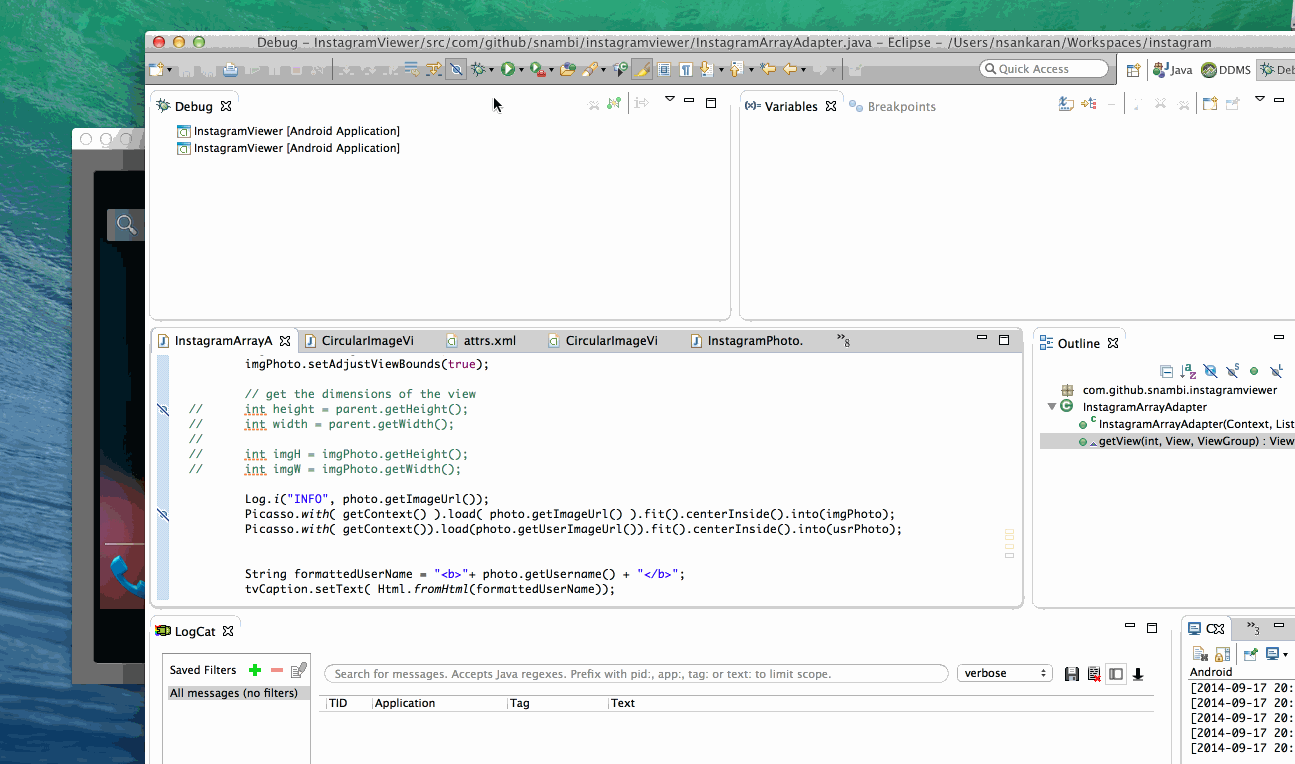 Debug – InstagramViewer/src/com/github/snambi/instagramviewer/InstagramArrayAdapter.java – Eclipse – /Users/nsankaran/Workspaces/instagram
Quick Access
Java
DDMS
Deb
Debug
InstagramViewer [Android Application]
InstagramViewer [Android Application]
(x)= Variables
Breakpoints
InstagramArrayA
CircularImageVi
attrs.xml
CircularImageVi
InstagramPhoto.
»8
imgPhoto.setAdjustViewBounds(true);
// get the dimensions of the view
// int height = parent.getHeight();
// int width = parent.getWidth();
//
// int imgH = imgPhoto.getHeight();
// int imgW = imgPhoto.getWidth();
Log.i("INFO", photo.getImageUrl());
Picasso.with( getContext() ).load( photo.getImageUrl() ).fit().centerInside().into(imgPhoto);
Picasso.with( getContext()).load(photo.getUserImageUrl()).fit().centerInside().into(usrPhoto);
String formattedUserName = "<b>"+ photo.getUsername() + "</b>";
tvCaption.setText( Html.fromHtml(formattedUserName));
Outline
com.github.snambi.instagramviewer
InstagramArrayAdapter
InstagramArrayAdapter(Context, List
getView(int, View, ViewGroup) : View
LogCat
Saved Filters
All messages (no filters)
Search for messages. Accepts Java regexes. Prefix with pid:, app:, tag: or text: to limit scope.
verbose
TID Application Tag Text
»3
Android
[2014-09-17 20:
[2014-09-17 20:
[2014-09-17 20:
[2014-09-17 20:
[2014-09-17 20: